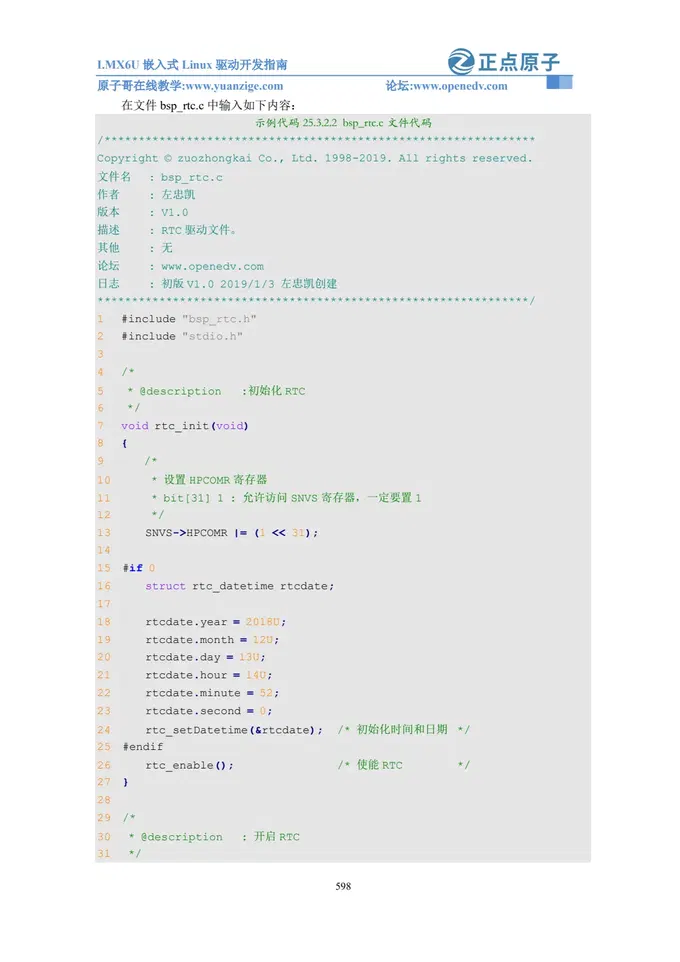 I.MX6U 嵌入式 Linux 驱动开发指南
正点原子
原子哥在线教学:www.yuanzige.com 论坛:www.openedv.com
在文件 bsp_rtc.c 中输入如下内容：
示例代码 25.3.2.2 bsp_rtc.c 文件代码
/***************************************************************
Copyright © zuozhongkai Co., Ltd. 1998-2019. All rights reserved.
文件名 : bsp_rtc.c
作者 : 左忠凯
版本 : V1.0
描述 : RTC 驱动文件。
其他 : 无
论坛 : www.openedv.com
日志 : 初版 V1.0 2019/1/3 左忠凯创建
***************************************************************/
1 #include "bsp_rtc.h"
2 #include "stdio.h"
3
4 /*
5 * @description :初始化 RTC
6 */
7 void rtc_init(void)
8 {
9 /*
10 * 设置 HPCOMR 寄存器
11 * bit[31] 1 : 允许访问 SNVS 寄存器，一定要置 1
12 */
13 SNVS->HPCOMR |= (1 << 31);
14
15 #if 0
16 struct rtc_datetime rtcdate;
17
18 rtcdate.year = 2018U;
19 rtcdate.month = 12U;
20 rtcdate.day = 13U;
21 rtcdate.hour = 14U;
22 rtcdate.minute = 52;
23 rtcdate.second = 0;
24 rtc_setDatetime(&rtcdate); /* 初始化时间和日期 */
25 #endif
26 rtc_enable(); /* 使能 RTC */
27 }
28
29 /*
30 * @description : 开启 RTC
31 */
598